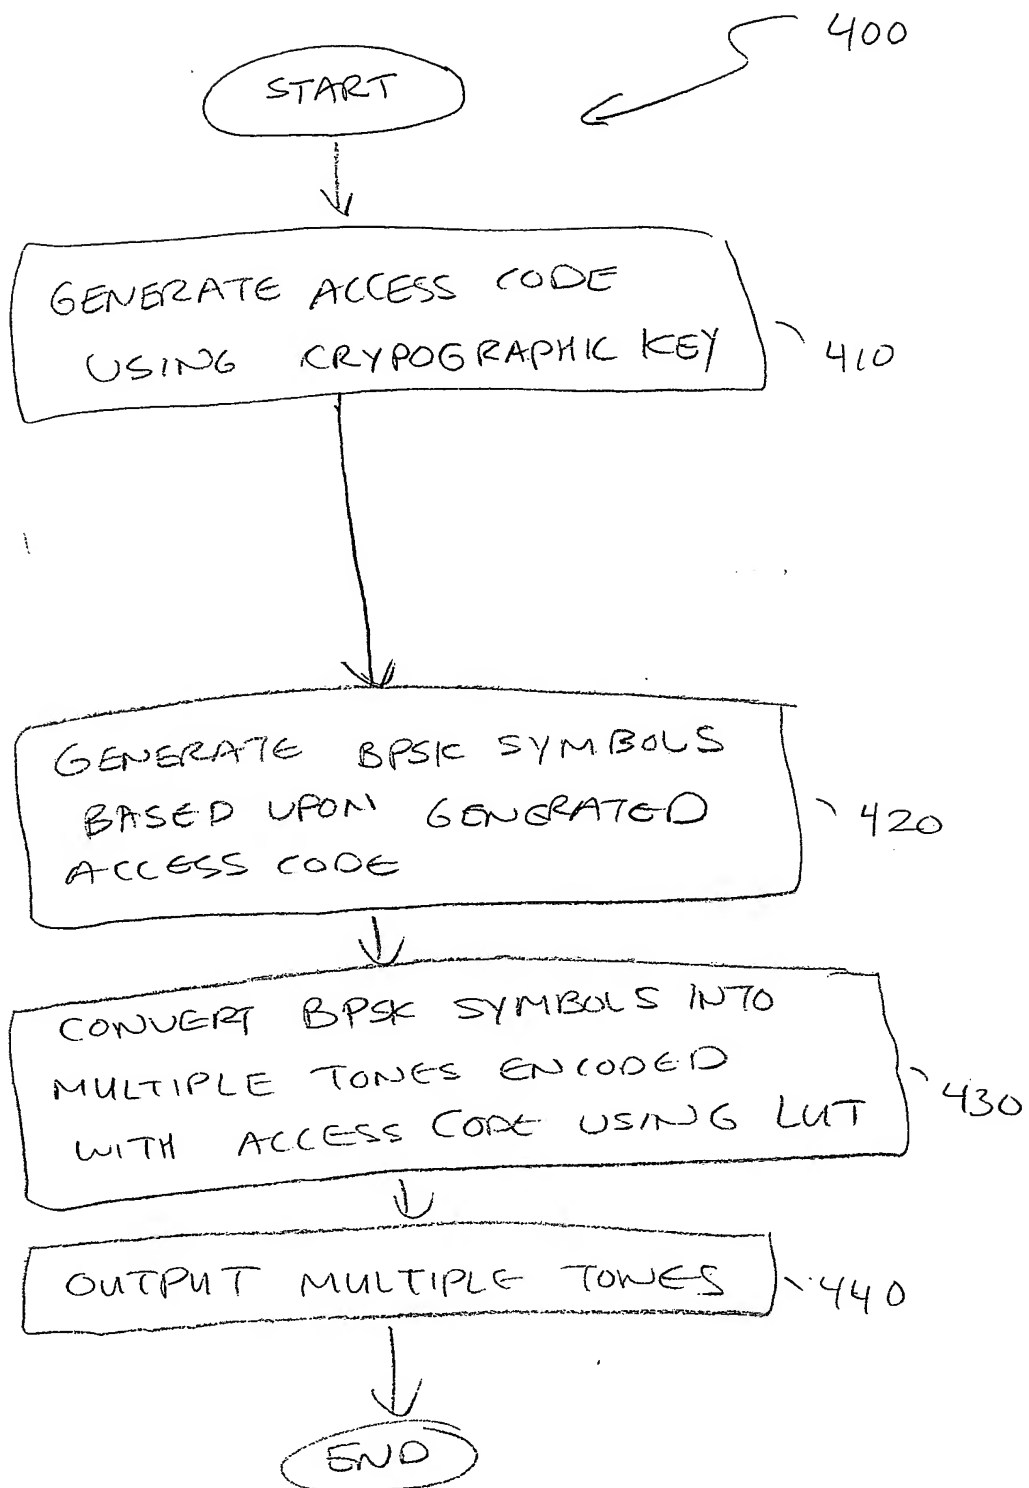 400
START
GENERATE ACCESS CODE
USING CRYPOGRAPHIC KEY
410
GENERATE BPSK SYMBOLS
BASED UPON GENERATED
ACCESS CODE
420
CONVERT BPSK SYMBOLS INTO
MULTIPLE TONES ENCODED
WITH ACCESS CODE USING LUT
430
OUTPUT MULTIPLE TONES
440
END